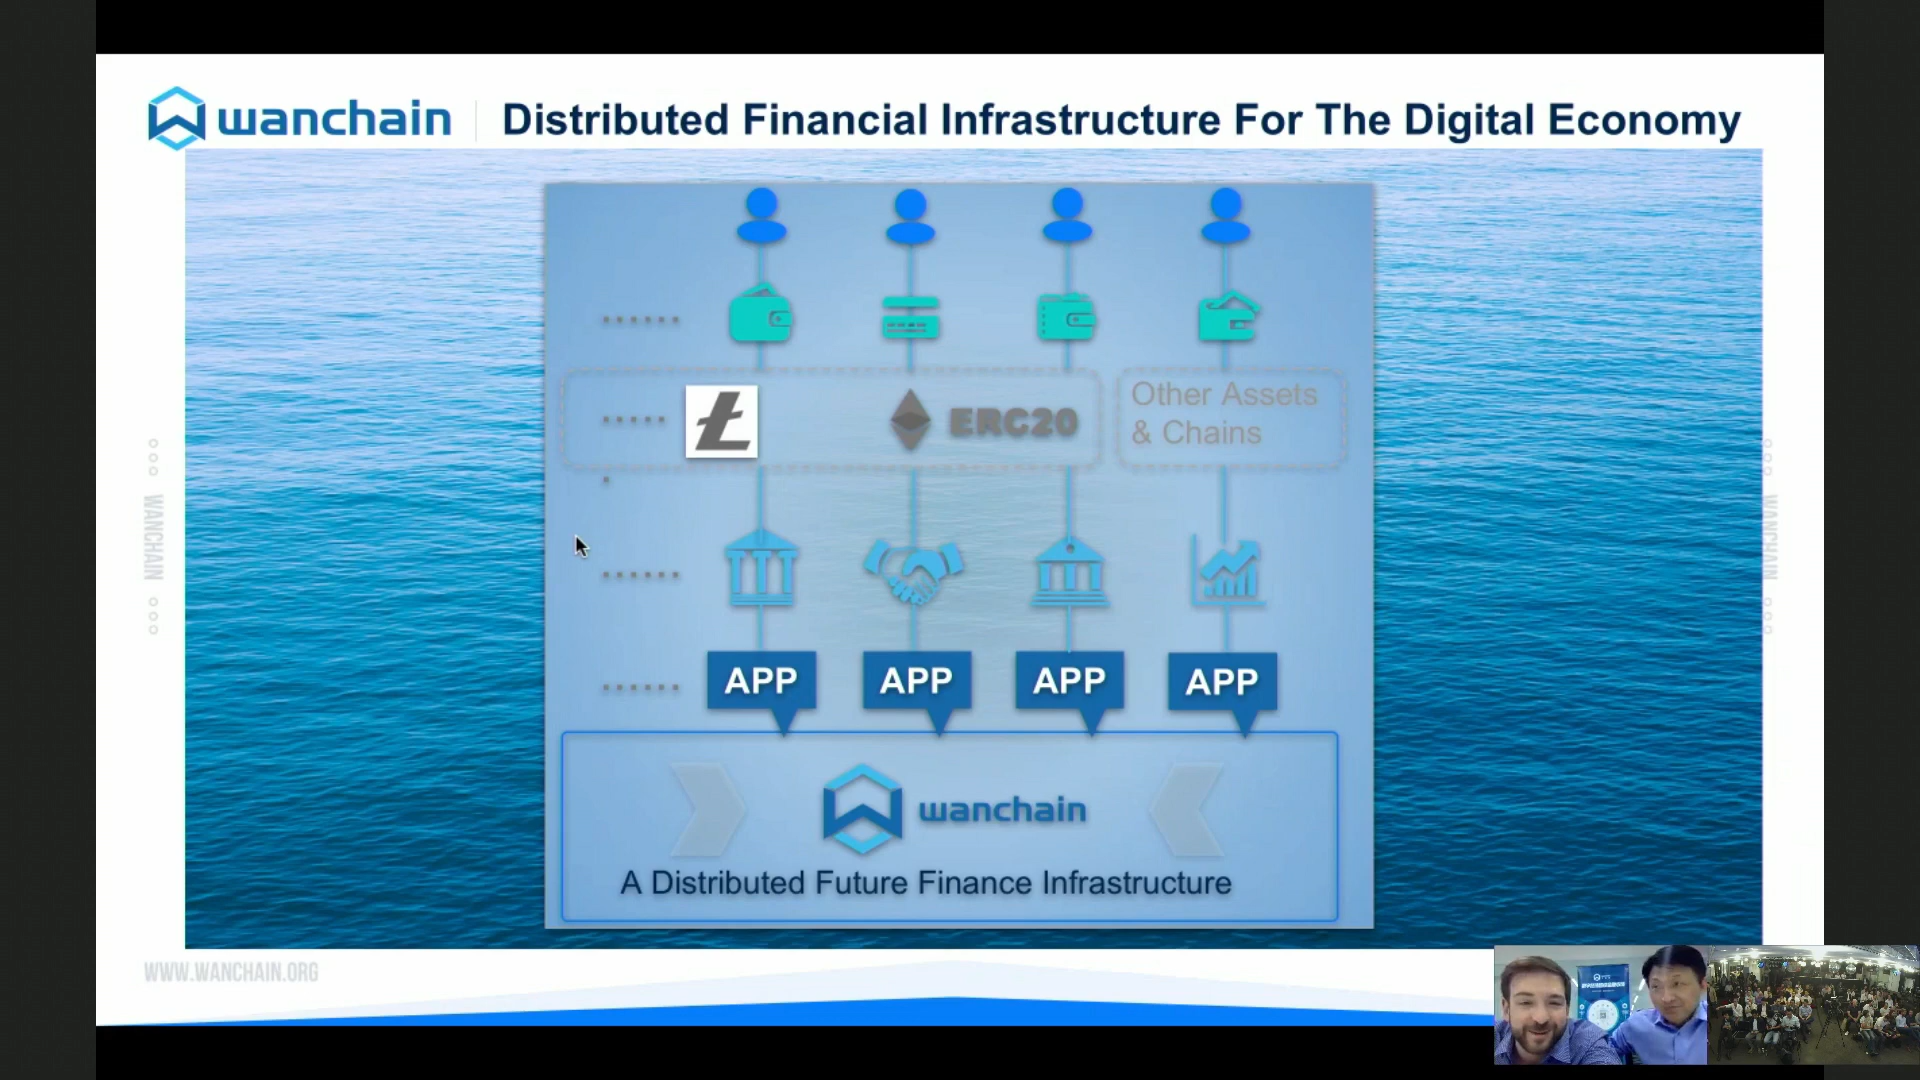 wanchain
Distributed Financial Infrastructure For The Digital Economy
ERC20
Other Assets
& Chains
WANCHAIN
WANCHAIN
APP
APP
APP
APP
wanchain
A Distributed Future Finance Infrastructure
WWW.WANCHAIN.ORG